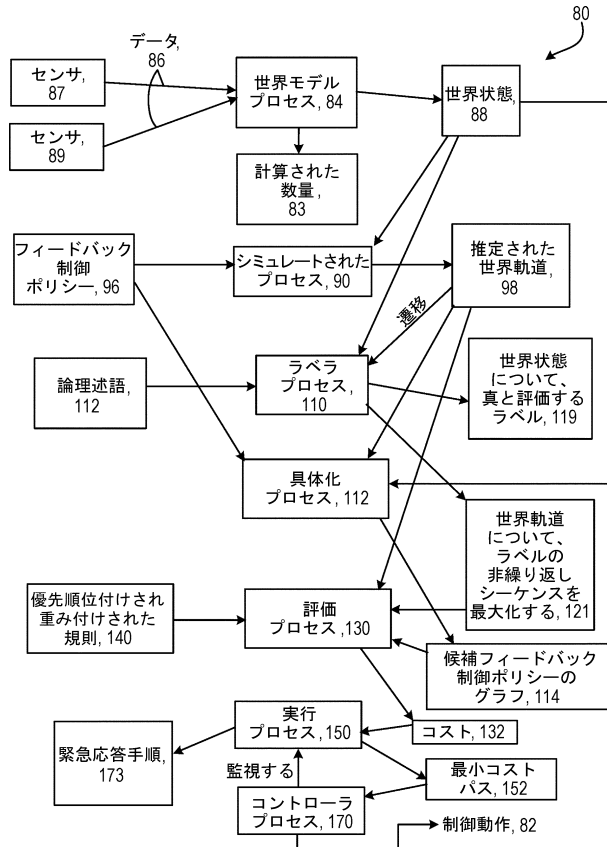 80
データ,
86
センサ,
87
センサ,
89
世界モデル
プロセス, 84
世界状態,
88
計算された
数量,
83
フィードバック
制御
ポリシー, 96
シミュレートされた
プロセス, 90
推定された
世界軌道,
98
遷移
論理述語,
112
ラベラ
プロセス,
110
世界状態
について、
真と評価する
ラベル, 119
具体化
プロセス, 112
世界軌道
について、
ラベルの
非繰り返し
シーケンスを
最大化する, 121
優先順位付けされ
重み付けされた
規則, 140
評価
プロセス, 130
候補フィードバック
制御ポリシーの
グラフ, 114
実行
プロセス, 150
コスト, 132
緊急応答手順,
173
監視する
最小コスト
パス, 152
コントローラ
プロセス, 170
制御動作, 82